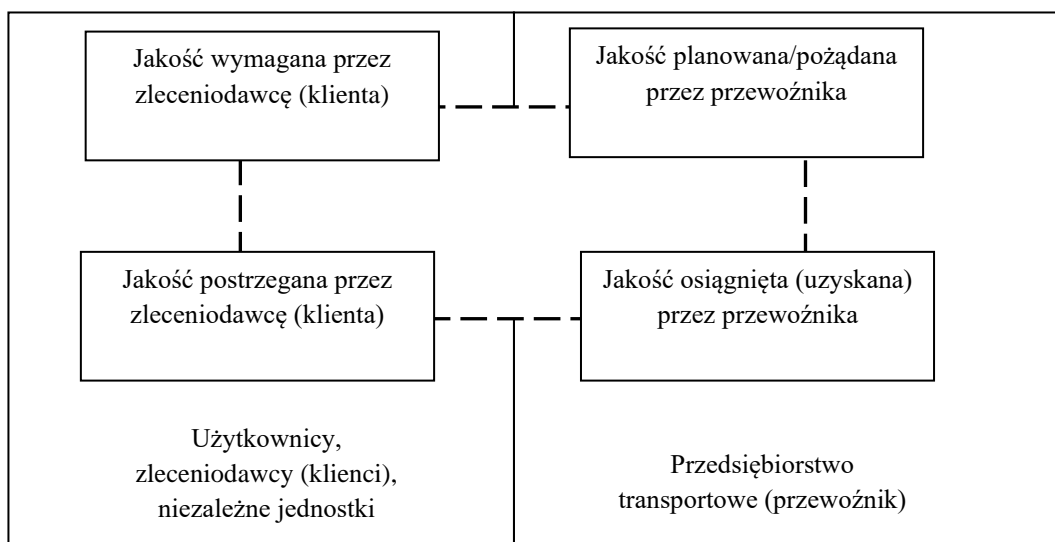 Jakość wymagana przez
zleceniodawcę (klienta)
Jakość planowana/pożądana
przez przewoźnika
Jakość postrzegana przez
zleceniodawcę (klienta)
Jakość osiągnięta (uzyskana)
przez przewoźnika
Użytkownicy,
zleceniodawcy (klienci),
niezależne jednostki
Przedsiębiorstwo
transportowe (przewoźnik)